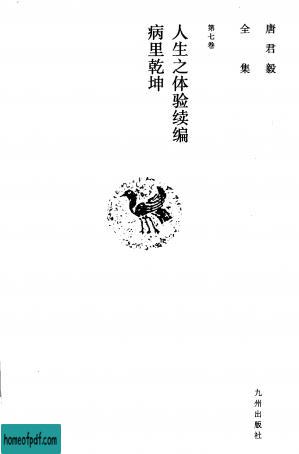 唐君毅
全集
第七卷
人生之体验续编
病里乾坤
九州出版社
homeofpdf.com